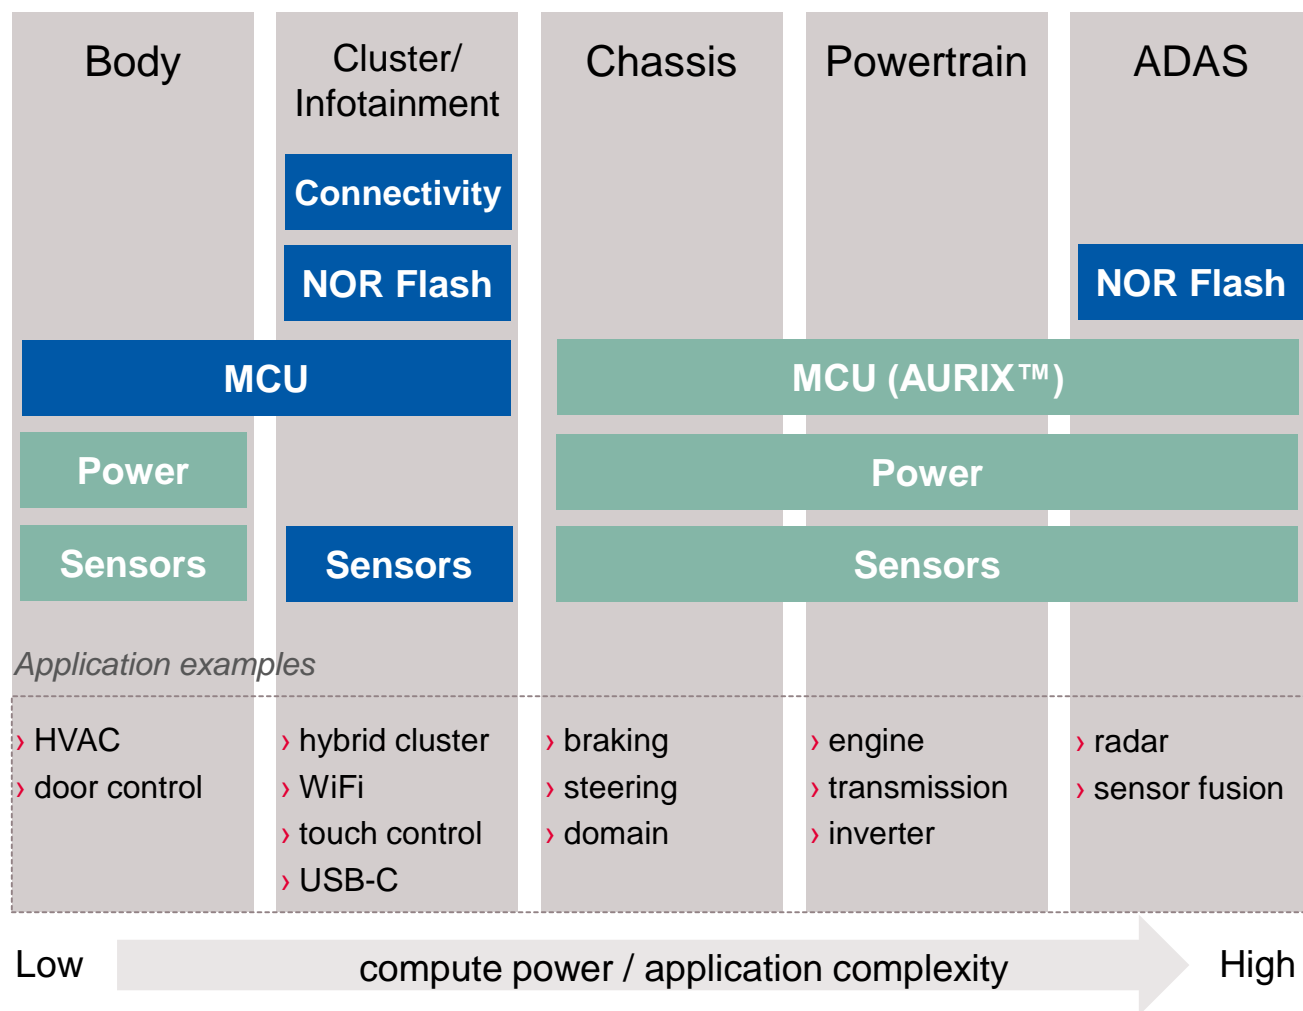 Body
Cluster/
Infotainment
Chassis
Powertrain
ADAS
Connectivity
NOR Flash
NOR Flash
MCU
MCU (AURIX™)
Power
Power
Sensors
Sensors
Sensors
Application examples
› HVAC
› door control
› hybrid cluster
› WiFi
› touch control
› USB-C
› braking
› steering
› domain
› engine
› transmission
› inverter
› radar
› sensor fusion
Low
compute power / application complexity
High